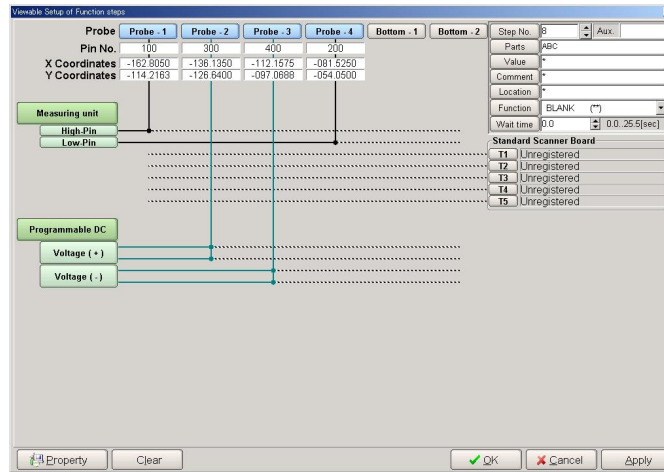 Viewable Setup of Function steps
Probe Probe - 1 Probe - 2 Probe - 3 Probe - 4 Bottom - 1 Bottom - 2
Pin No. 100 300 400 200
X Coordinates -162.8050 -136.1350 -112.1575 -081.5250
Y Coordinates -114.2163 -126.6400 -097.0688 -054.0500
Step No. 8 Aux.
Parts ABC
Value *
Comment *
Location *
Function BLANK (**)
Wait time 0.0 0.0..25.5[sec]
Measuring unit
High-Pin
Low-Pin
Standard Scanner Board
T1 Unregistered
T2 Unregistered
T3 Unregistered
T4 Unregistered
T5 Unregistered
Programmable DC
Voltage ( + )
Voltage ( - )
Property Clear OK Cancel Apply